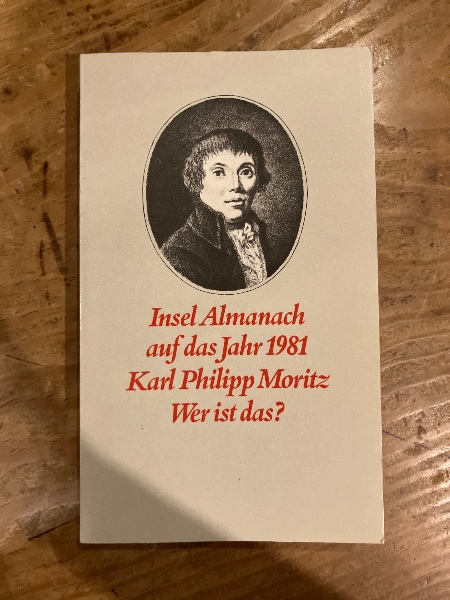 Insel Almanach
auf das Jahr 1981
Karl Philipp Moritz
Wer ist das?